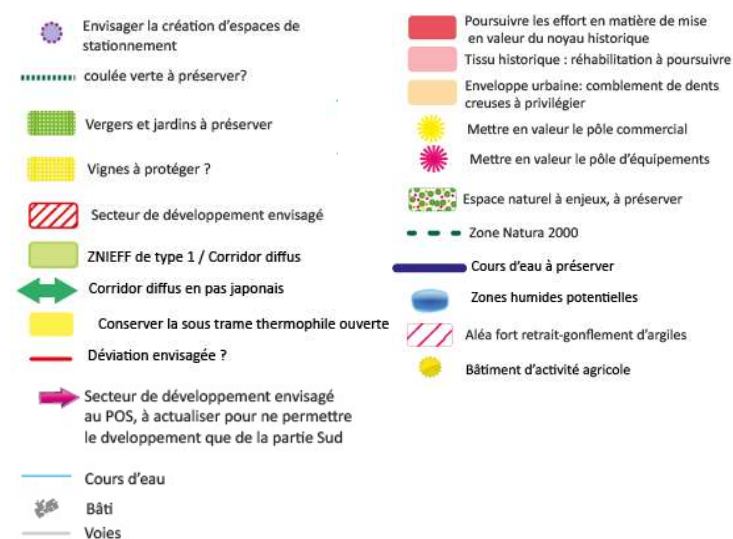 Envisager la création d'espaces de
stationnement
coulée verte à préserver?
Vergers et jardins à préserver
Vignes à protéger ?
Secteur de développement envisagé
ZNIEFF de type 1 / Corridor diffus
Corridor diffus en pas japonais
Conserver la sous trame thermophile ouverte
Déviation envisagée ?
Secteur de développement envisagé
au POS, à actualiser pour ne permettre
le dveloppement que de la partie Sud
Cours d'eau
Bâti
Voies
Poursuivre les effort en matière de mise
en valeur du noyau historique
Tissu historique : réhabilitation à poursuivre
Enveloppe urbaine: comblement de dents
creuses à privilégier
Mettre en valeur le pôle commercial
Mettre en valeur le pôle d'équipements
Espace naturel à enjeux, à préserver
Zone Natura 2000
Cours d'eau à préserver
Zones humides potentielles
Aléa fort retrait-gonflement d'argiles
Bâtiment d'activité agricole